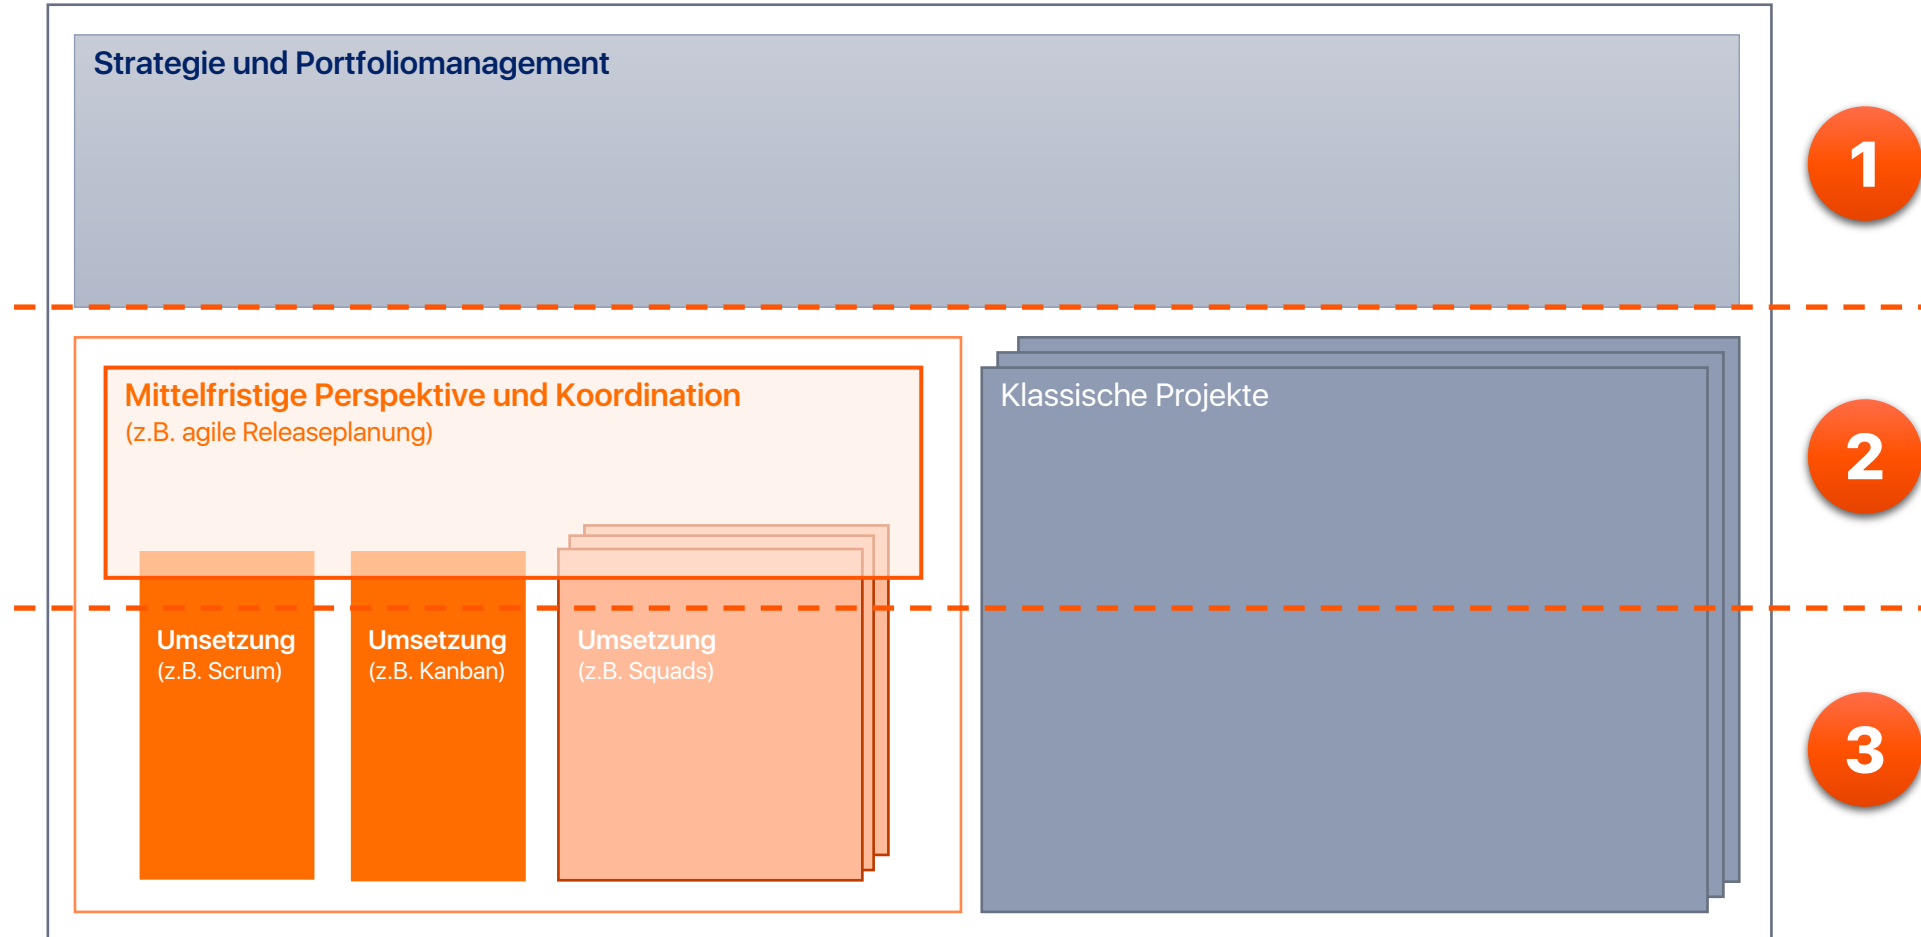 Strategie und Portfoliomanagement
1
Mittelfristige Perspektive und Koordination
(z.B. agile Releaseplanung)
Klassische Projekte
2
Umsetzung
(z.B. Scrum)
Umsetzung
(z.B. Kanban)
Umsetzung
(z.B. Squads)
3